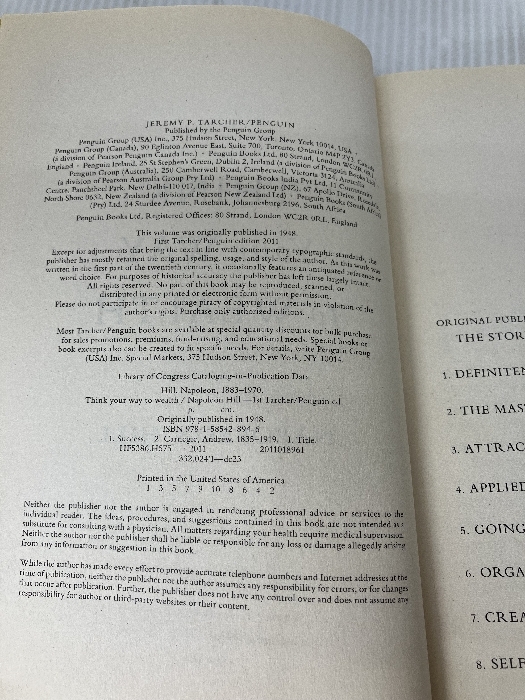 JEREMY P. TARCHER/PENGUIN
Published by the Penguin Group
Penguin Group (USA) Inc., 375 Hudson Street, New York, New York 10014, USA •
Penguin Group (Canada), 90 Eglinton Avenue East, Suite 700, Toronto, Ontario M4P 2Y3, Canada
(a division of Pearson Penguin Canada Inc.) • Penguin Books Ltd, 80 Strand, London WC2R 0RL,
England • Penguin Ireland, 25 St Stephen's Green, Dublin 2, Ireland (a division of Penguin Books Ltd) •
Penguin Group (Australia), 250 Camberwell Road, Camberwell, Victoria 3124, Australia
(a division of Pearson Australia Group Pty Ltd) • Penguin Books India Pvt Ltd, 11 Community
Centre, Panchsheel Park, New Delhi–110 017, India • Penguin Group (NZ), 67 Apollo Drive, Rosedale,
North Shore 0632, New Zealand (a division of Pearson New Zealand Ltd) • Penguin Books (South Africa)
(Pty) Ltd, 24 Sturdee Avenue, Rosebank, Johannesburg 2196, South Africa
Penguin Books Ltd, Registered Offices: 80 Strand, London WC2R 0RL, England
This volume was originally published in 1948.
First Tarcher/Penguin edition 2011
Except for adjustments that bring the text in line with contemporary typographic standards, the
publisher has mostly retained the original spelling, usage, and style of the author. As this work was
written in the first part of the twentieth century, it occasionally features an antiquated reference or
word choice. For purposes of historical accuracy the publisher has left these largely intact.
All rights reserved. No part of this book may be reproduced, scanned, or
distributed in any printed or electronic form without permission.
Please do not participate in or encourage piracy of copyrighted materials in violation of the
author's rights. Purchase only authorized editions.
Most Tarcher/Penguin books are available at special quantity discounts for bulk purchase
for sales promotions, premiums, fund-raising, and educational needs. Special books or
book excerpts also can be created to fit specific needs. For details, write Penguin Group
(USA) Inc. Special Markets, 375 Hudson Street, New York, NY 10014.
Library of Congress Cataloging-in-Publication Data
Hill, Napoleon, 1883–1970.
Think your way to wealth / Napoleon Hill.—1st Tarcher/Penguin ed.
p. cm.
Originally published in 1948.
ISBN 978-1-58542-894-6
1. Success. 2. Carnegie, Andrew, 1835–1919. I. Title.
HF5386.H575 2011 2011018961
332.024'1—dc23
Printed in the United States of America
1 3 5 7 9 10 8 6 4 2
Neither the publisher nor the author is engaged in rendering professional advice or services to the
individual reader. The ideas, procedures, and suggestions contained in this book are not intended as a
substitute for consulting with a physician. All matters regarding your health require medical supervision.
Neither the author nor the publisher shall be liable or responsible for any loss or damage allegedly arising
from any information or suggestion in this book.
While the author has made every effort to provide accurate telephone numbers and Internet addresses at the
time of publication, neither the publisher nor the author assumes any responsibility for errors, or for changes
that occur after publication. Further, the publisher does not have any control over and does not assume any
responsibility for author or third-party websites or their content.
ORIGINAL PUBL
THE STOR
1. DEFINITEN
2. THE MAS
3. ATTRAC
4. APPLIED
5. GOING
6. ORGA
7. CREA
8. SELF